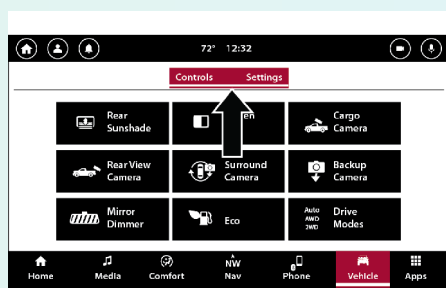 72° 12:32
Controls Settings
Rear
Sunshade
Cargo
Camera
Rear View
Camera
Surround
Camera
Backup
Camera
Mirror
Dimmer
Eco
Auto
AWD
2WD
Drive
Modes
NW
Home Media Comfort Nav Phone Vehicle Apps